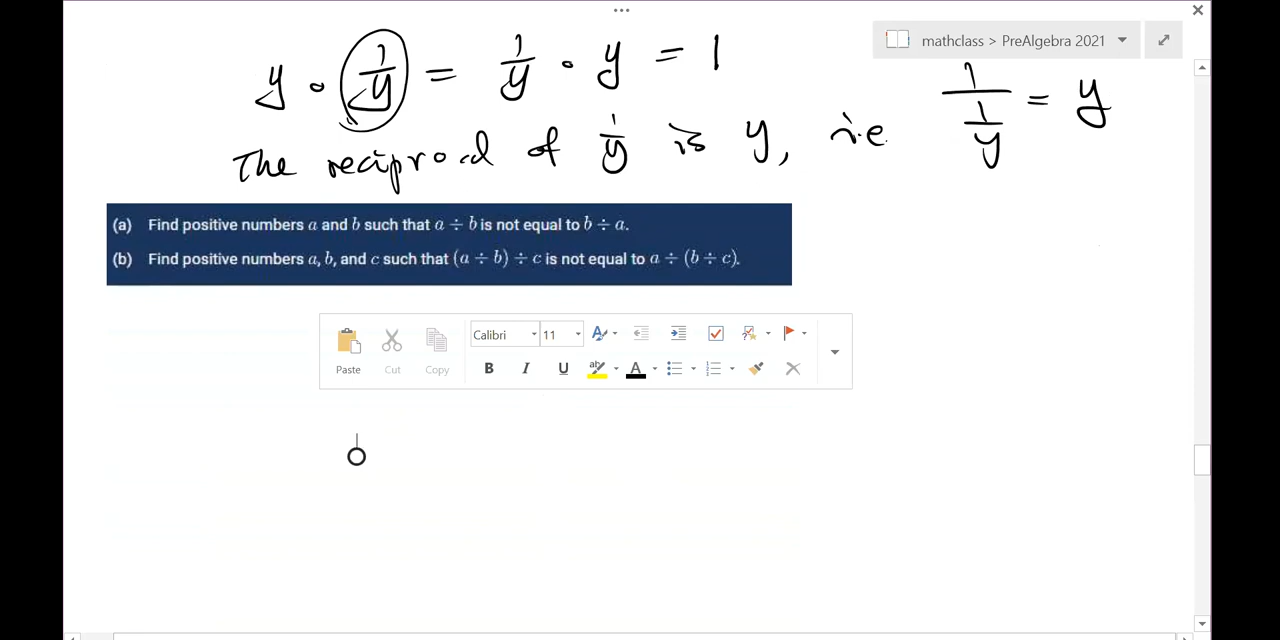 mathclass > PreAlgebra 2021
y · 1/y = 1/y · y = 1
1/(1/y) = y
The reciprocal of 1/y is y, i.e
(a) Find positive numbers a and b such that a ÷ b is not equal to b ÷ a.
(b) Find positive numbers a, b, and c such that (a ÷ b) ÷ c is not equal to a ÷ (b ÷ c).
Calibri 11
Paste Cut Copy
B I U ab A